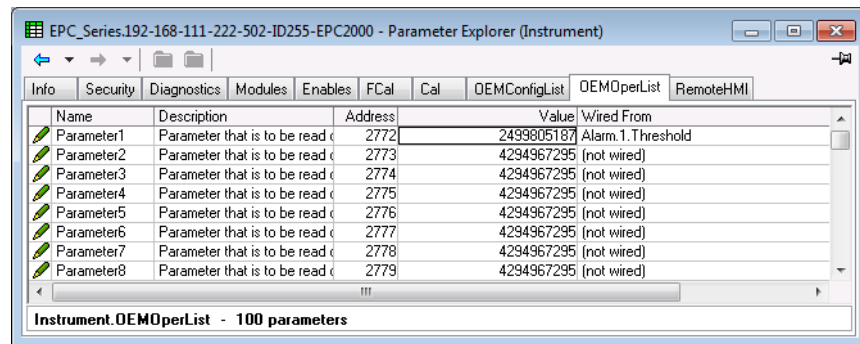 EPC_Series.192-168-111-222-502-ID255-EPC2000 - Parameter Explorer (Instrument)
Info Security Diagnostics Modules Enables FCal Cal OEMConfigList OEMOperList RemoteHMI
Name Description Address Value Wired From
Parameter1 Parameter that is to be read 2772 2499805187 Alarm.1.Threshold
Parameter2 Parameter that is to be read 2773 4294967295 (not wired)
Parameter3 Parameter that is to be read 2774 4294967295 (not wired)
Parameter4 Parameter that is to be read 2775 4294967295 (not wired)
Parameter5 Parameter that is to be read 2776 4294967295 (not wired)
Parameter6 Parameter that is to be read 2777 4294967295 (not wired)
Parameter7 Parameter that is to be read 2778 4294967295 (not wired)
Parameter8 Parameter that is to be read 2779 4294967295 (not wired)
Instrument.OEMOperList - 100 parameters